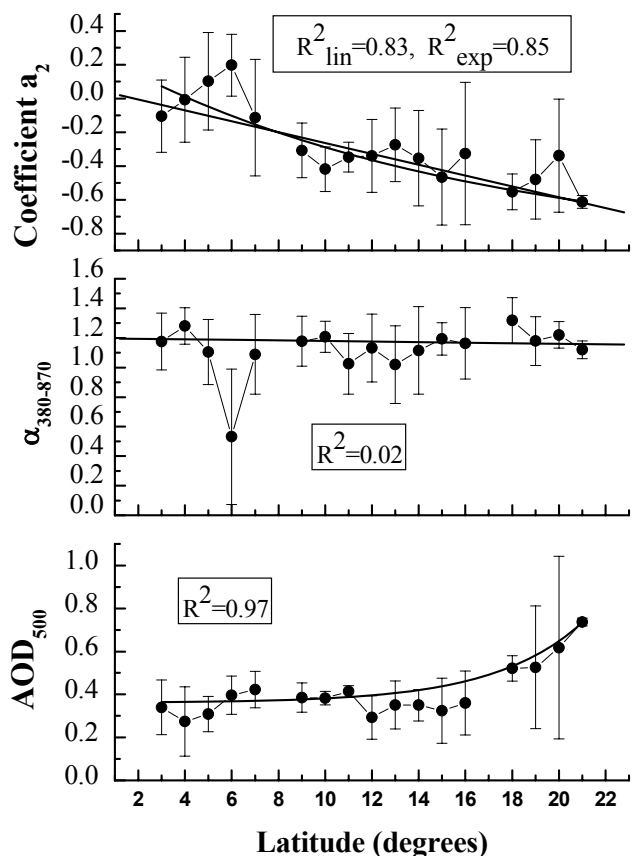 0.4
0.2
0.0
-0.2
-0.4
-0.6
-0.8
Coefficient a2
R2lin=0.83, R2exp=0.85
1.6
1.4
1.2
1.0
0.8
0.6
0.4
0.2
0.0
α380-870
R2=0.02
1.0
0.8
0.6
0.4
0.2
0.0
AOD500
R2=0.97
2 4 6 8 10 12 14 16 18 20 22
Latitude (degrees)